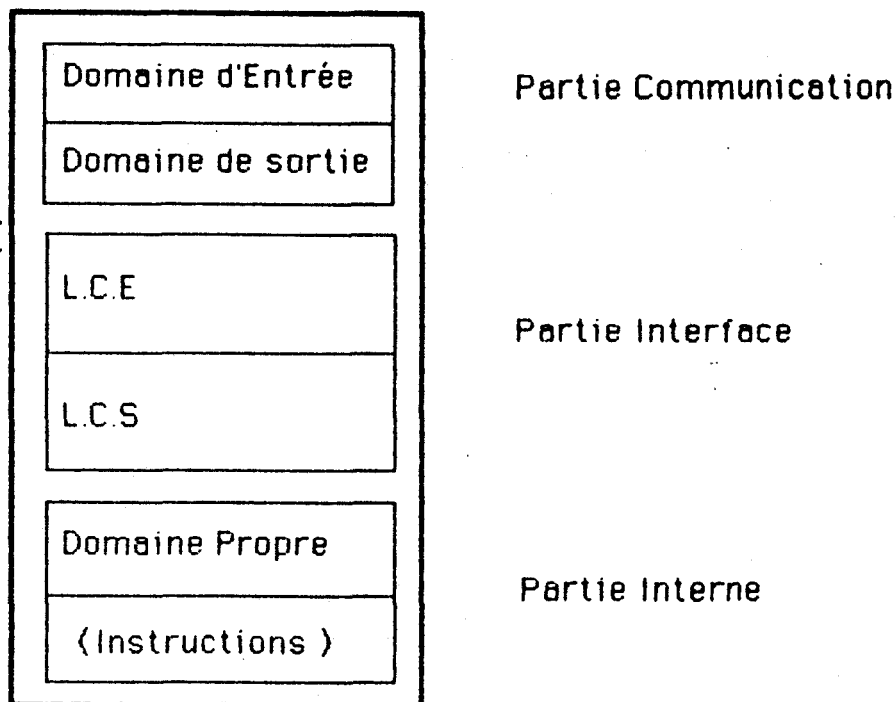 Domaine d'Entrée
Partie Communication
Domaine de sortie
L.C.E
Partie Interface
L.C.S
Domaine Propre
Partie Interne
(Instructions )